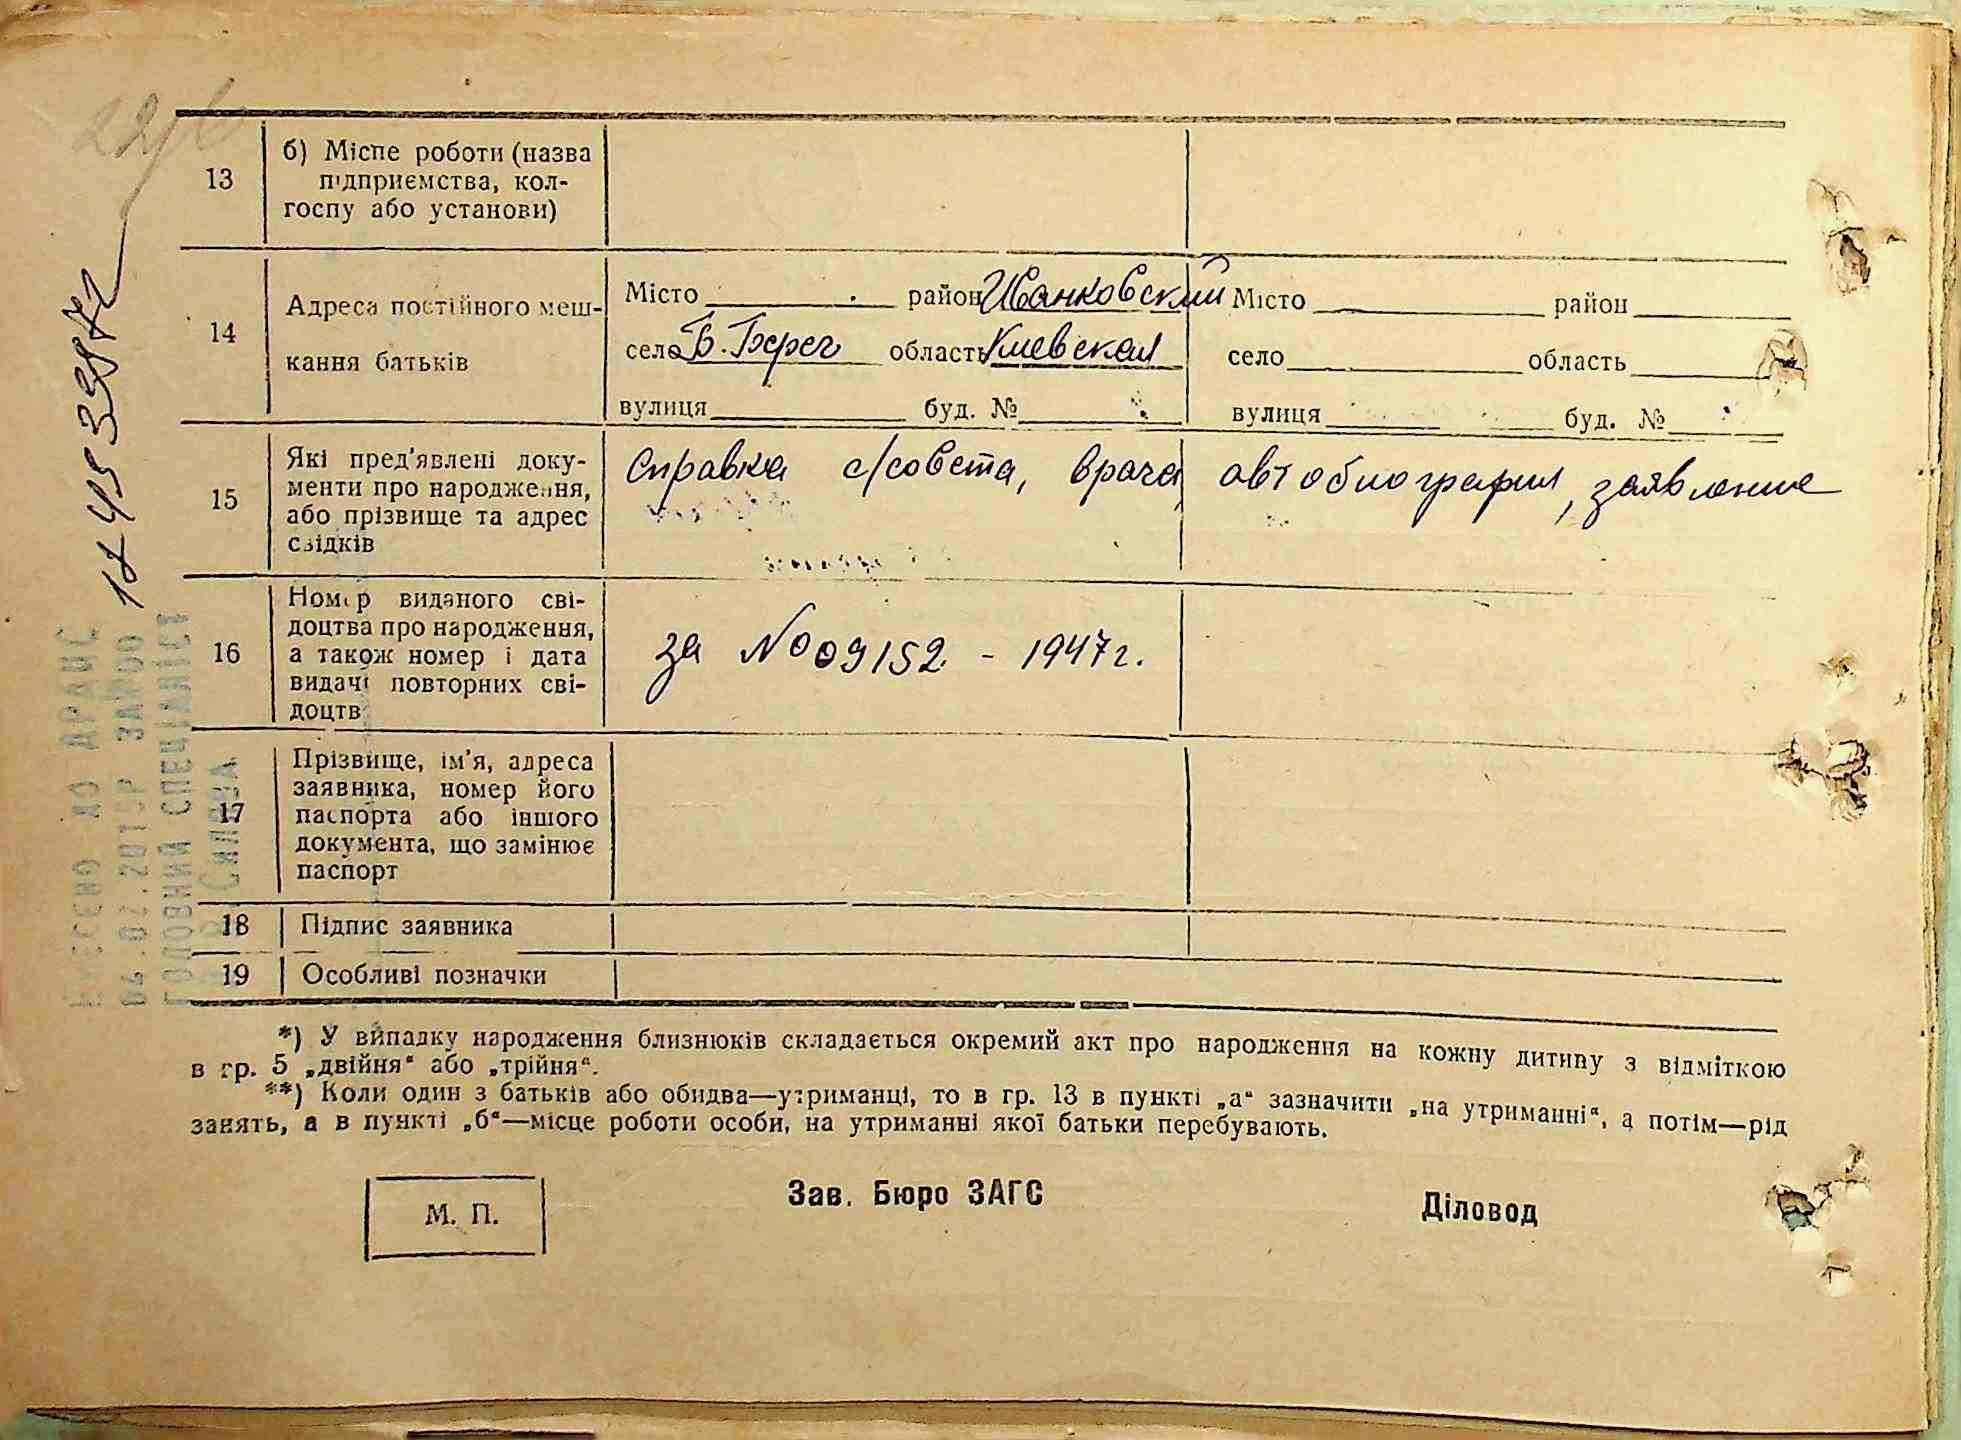 13
б) Місце роботи (назва
підприємства, кол-
госпу або установи)
14
Адреса постійного меш-
кання батьків
Місто район Иванковский
село Б. Берег область Киевская
вулиця буд. №
Місто район
село область
вулиця буд. №
15
Які пред'явлені доку-
менти про народження,
або прізвище та адрес
свідків
справка с/совета, врача, автобиография, заявление
16
Номер виданого сві-
доцтва про народження,
а також номер і дата
видачі повторних сві-
доцтв
за №009152 - 1947г.
17
Прізвище, ім'я, адреса
заявника, номер його
паспорта або іншого
документа, що замінює
паспорт
18 Підпис заявника
19 Особливі позначки
*) У випадку народження близнюків складається окремий акт про народження на кожну дитину з відміткою
в гр. 5 „двійня“ або „трійня“.
**) Коли один з батьків або обидва—утриманці, то в гр. 13 в пункті „а“ зазначити „на утриманні“, а потім—рід
занять, а в пункті „б“—місце роботи особи, на утриманні якої батьки перебувають.
М. П.
Зав. Бюро ЗАГС
Діловод
ГОЛОВНИЙ СПЕЦІАЛІСТ